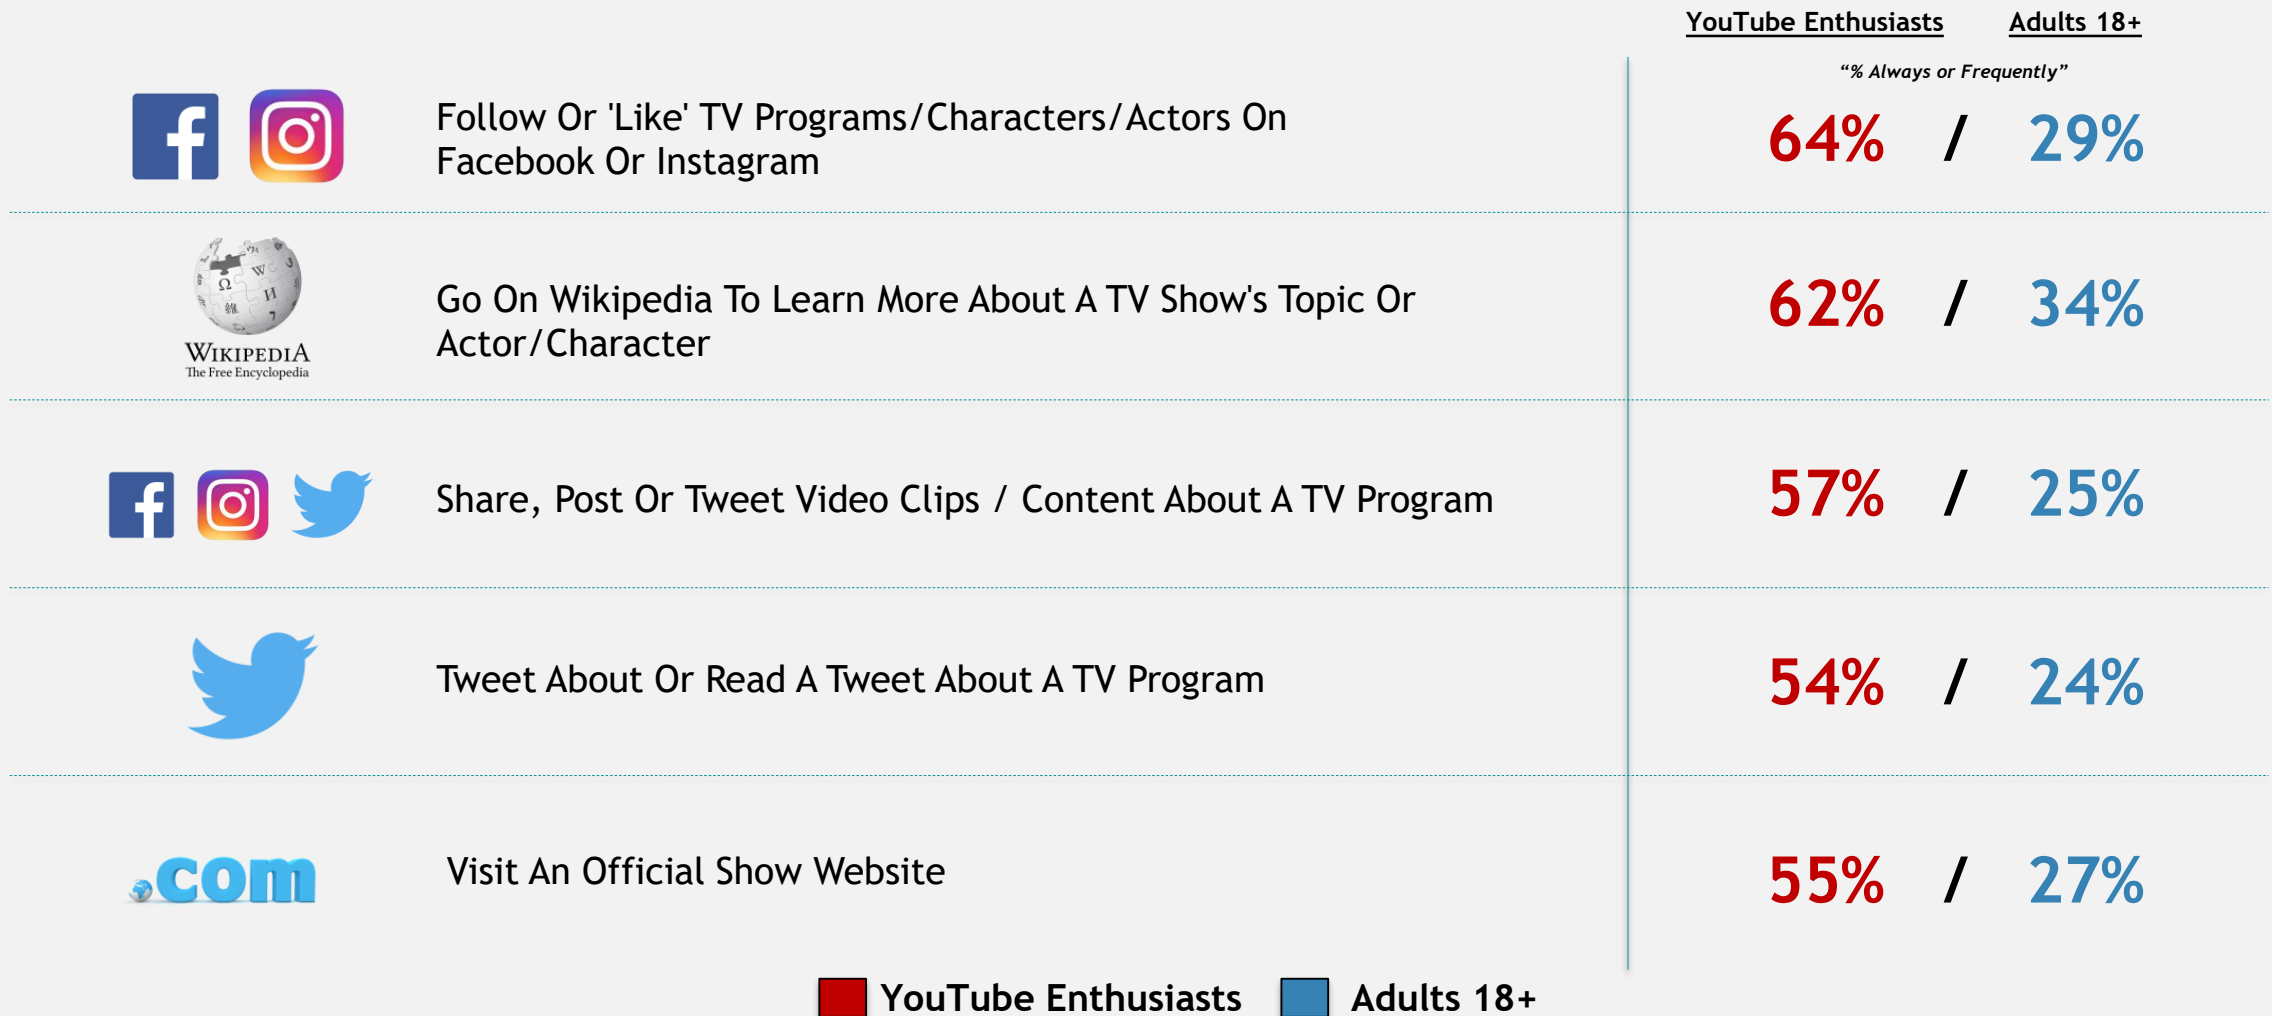 YouTube Enthusiasts Adults 18+
“% Always or Frequently”
Follow Or 'Like' TV Programs/Characters/Actors On
Facebook Or Instagram
64% / 29%
WIKIPEDIA
The Free Encyclopedia
Go On Wikipedia To Learn More About A TV Show's Topic Or
Actor/Character
62% / 34%
Share, Post Or Tweet Video Clips / Content About A TV Program
57% / 25%
Tweet About Or Read A Tweet About A TV Program
54% / 24%
.com
Visit An Official Show Website
55% / 27%
YouTube Enthusiasts Adults 18+